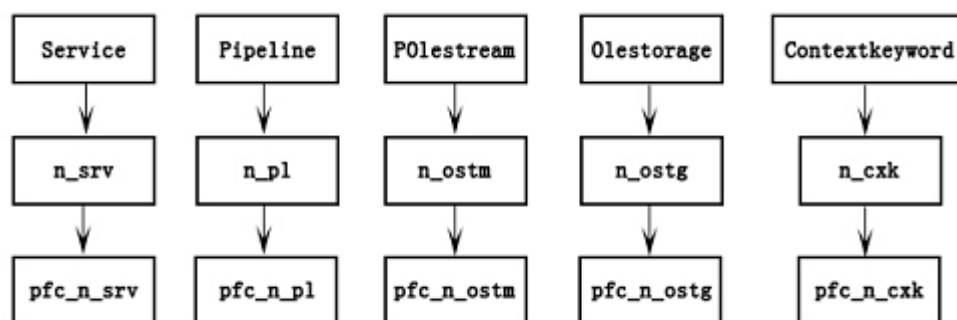 Service Pipeline POlestream Olestorage Contextkeyword
n_srv n_pl n_ostm n_ostg n_cxk
pfc_n_srv pfc_n_pl pfc_n_ostm pfc_n_ostg pfc_n_cxk